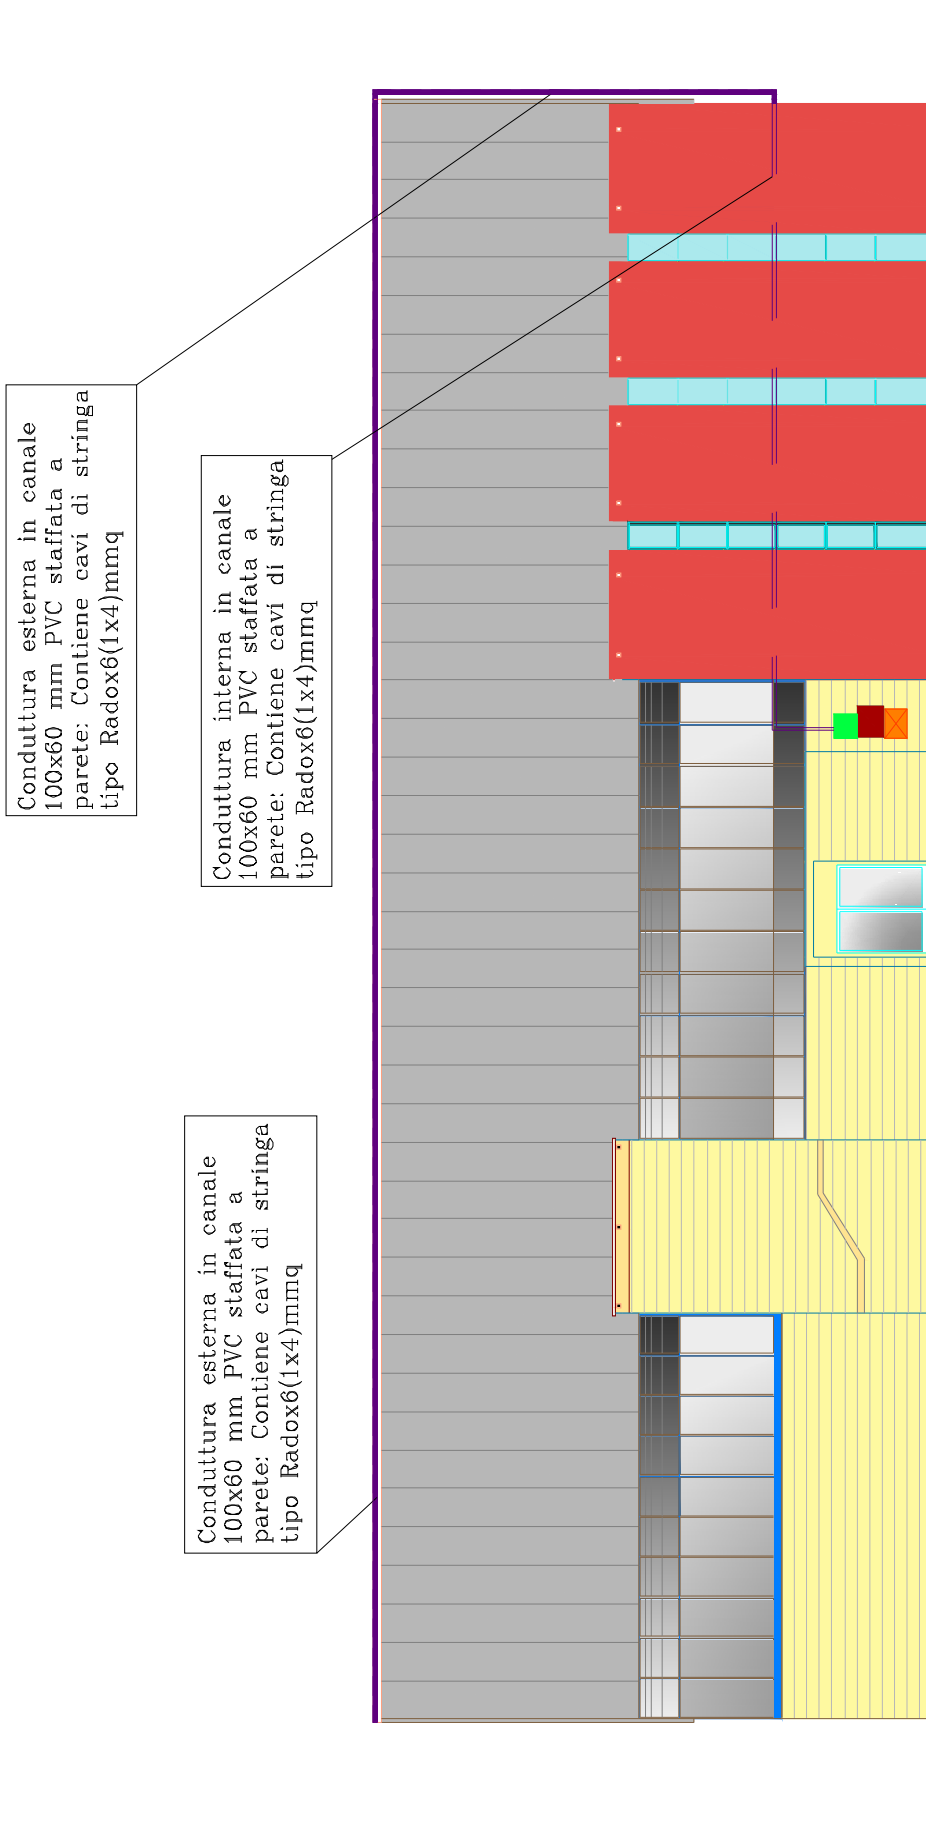 Conduttura esterna in canale
100x60 mm PVC staffata a
parete: Contiene cavi di stringa
tipo Radox6(1x4)mmq
Conduttura interna in canale
100x60 mm PVC staffata a
parete: Contiene cavi di stringa
tipo Radox6(1x4)mmq
Conduttura esterna in canale
100x60 mm PVC staffata a
parete: Contiene cavi di stringa
tipo Radox6(1x4)mmq